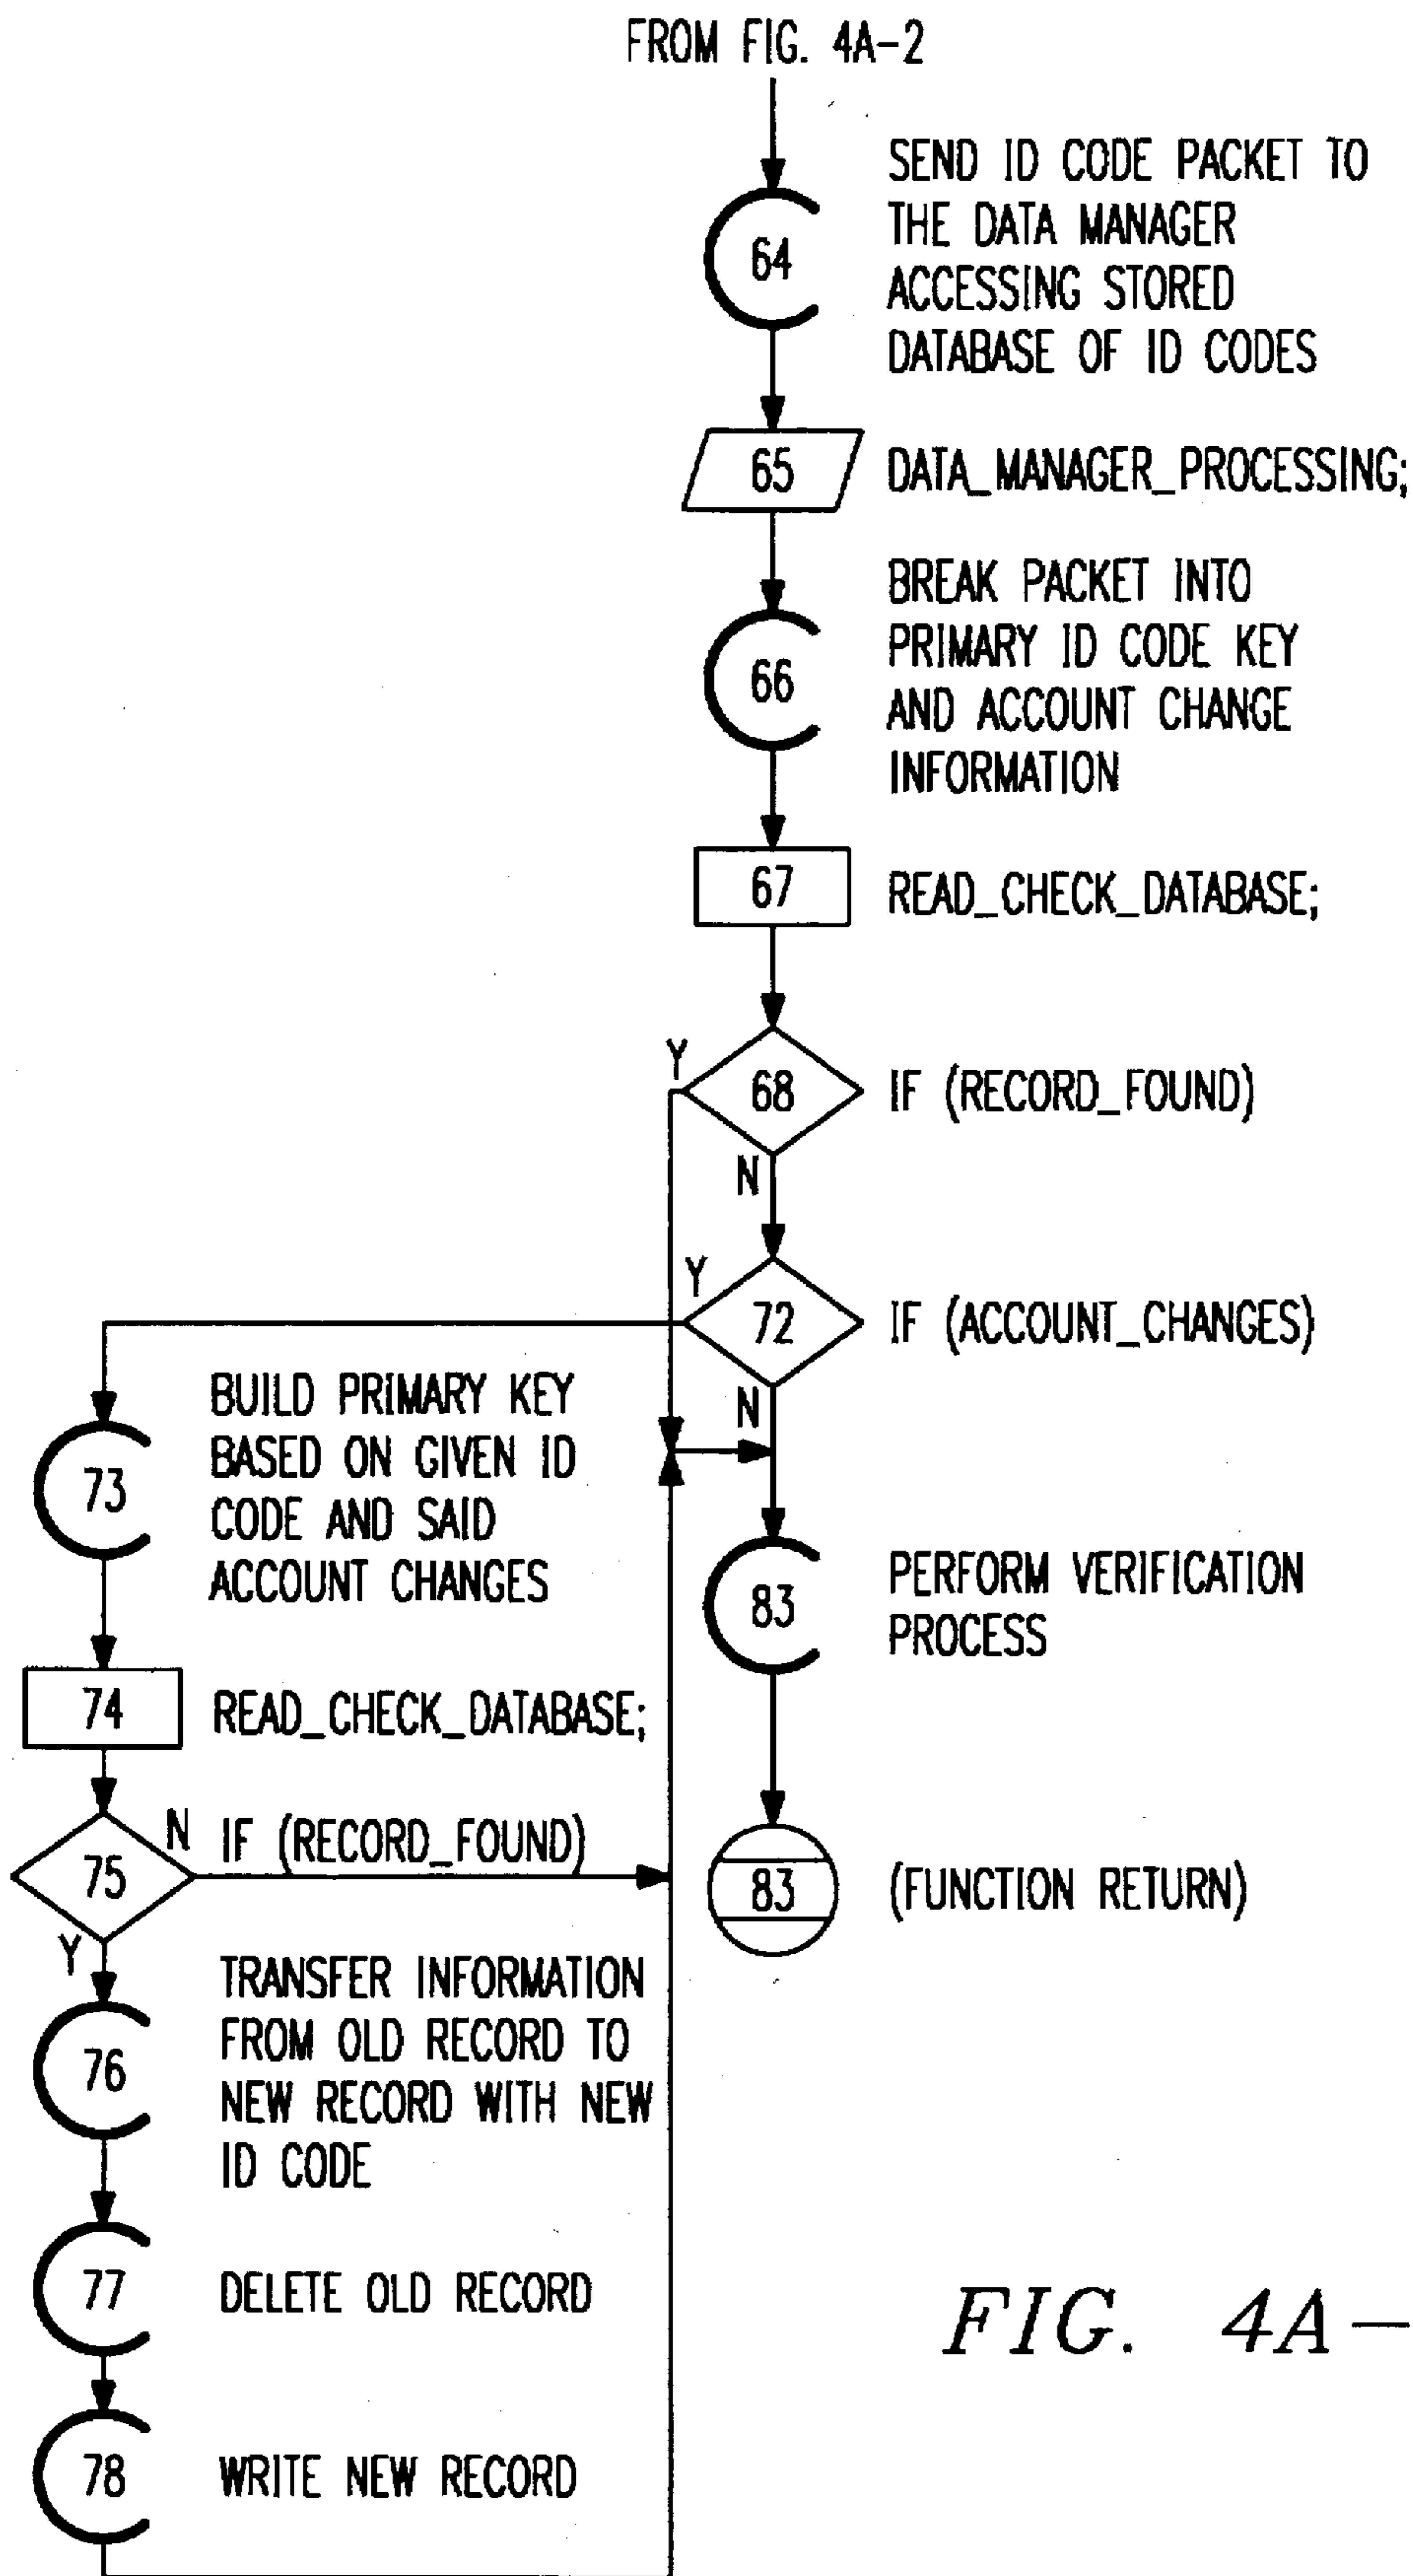 FROM FIG. 4A-2
64
SEND ID CODE PACKET TO
THE DATA MANAGER
ACCESSING STORED
DATABASE OF ID CODES
65
DATA_MANAGER_PROCESSING;
66
BREAK PACKET INTO
PRIMARY ID CODE KEY
AND ACCOUNT CHANGE
INFORMATION
67
READ_CHECK_DATABASE;
Y
68
IF (RECORD_FOUND)
N
Y
72
IF (ACCOUNT_CHANGES)
N
73
BUILD PRIMARY KEY
BASED ON GIVEN ID
CODE AND SAID
ACCOUNT CHANGES
83
PERFORM VERIFICATION
PROCESS
74
READ_CHECK_DATABASE;
75
N
IF (RECORD_FOUND)
Y
83
(FUNCTION RETURN)
76
TRANSFER INFORMATION
FROM OLD RECORD TO
NEW RECORD WITH NEW
ID CODE
77
DELETE OLD RECORD
78
WRITE NEW RECORD
FIG. 4A—